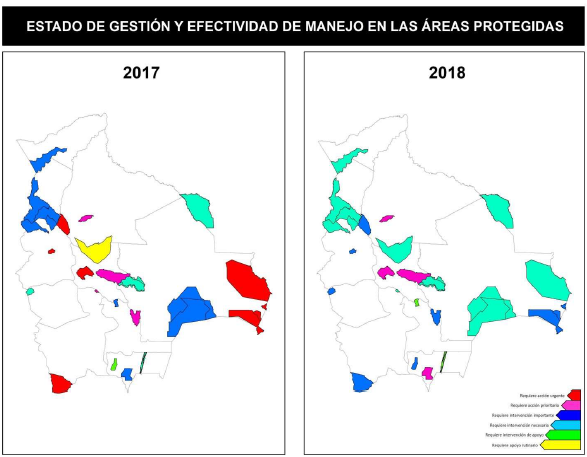 ESTADO DE GESTIÓN Y EFECTIVIDAD DE MANEJO EN LAS ÁREAS PROTEGIDAS
2017
2018
Requiere acción urgente
Requiere acción prioritaria
Requiere intervención importante
Requiere intervención necesaria
Requiere intervención de apoyo
Requiere apoyo rutinario